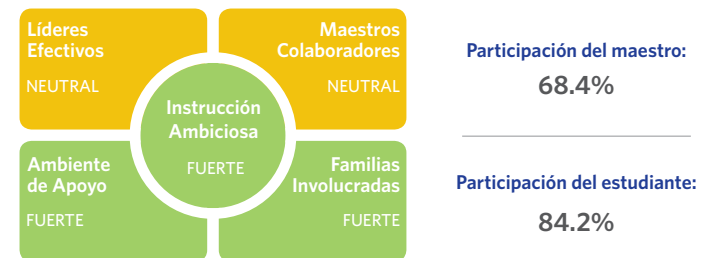 Líderes
Efectivos
NEUTRAL
Maestros
Colaboradores
NEUTRAL
Instrucción
Ambiciosa
FUERTE
Ambiente
de Apoyo
FUERTE
Familias
Involucradas
FUERTE
Participación del maestro:
68.4%
Participación del estudiante:
84.2%